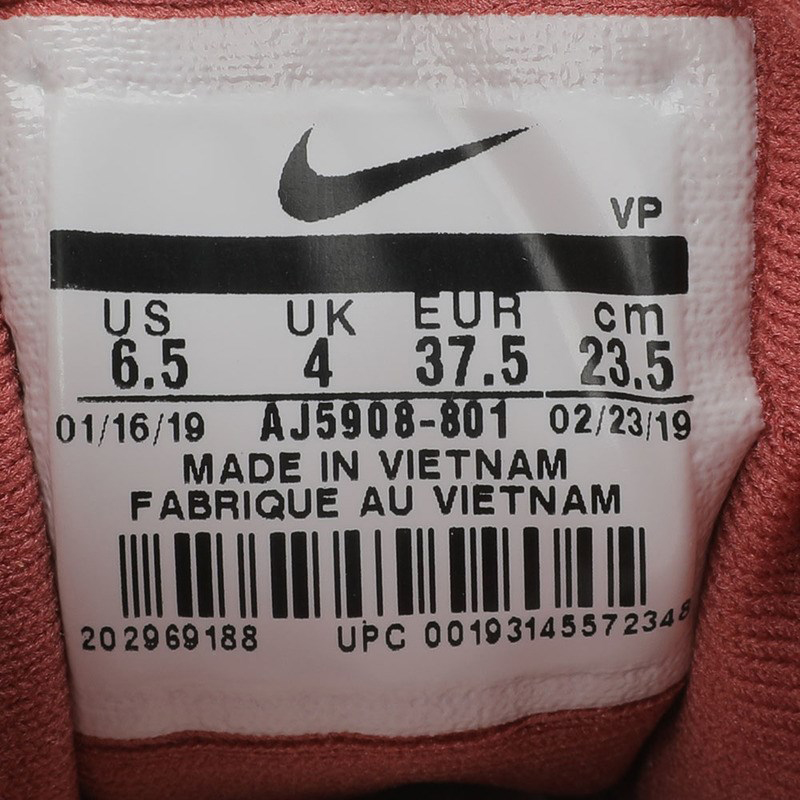 VP
US UK EUR cm
6.5 4 37.5 23.5
01/16/19 AJ5908-801 02/23/19
MADE IN VIETNAM
FABRIQUE AU VIETNAM
202969188 UPC 00193145572348